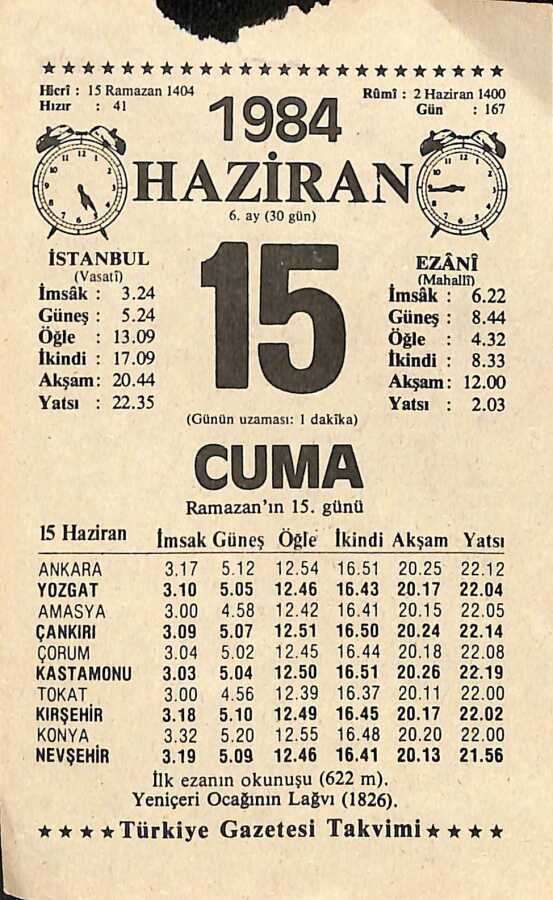 ★★★★★★★★★★★★★★★★★★★★★★★★★★★★
Hicrî : 15 Ramazan 1404
Hızır : 41
Rûmî : 2 Haziran 1400
Gün : 167
1984
HAZİRAN
6. ay (30 gün)
İSTANBUL
(Vasatî)
İmsâk : 3.24
Güneş : 5.24
Öğle : 13.09
İkindi : 17.09
Akşam: 20.44
Yatsı : 22.35
15
EZÂNÎ
(Mahallî)
İmsâk : 6.22
Güneş : 8.44
Öğle : 4.32
İkindi : 8.33
Akşam: 12.00
Yatsı : 2.03
(Günün uzaması: 1 dakîka)
CUMA
Ramazan'ın 15. günü
15 Haziran İmsak Güneş Öğle İkindi Akşam Yatsı
ANKARA 3.17 5.12 12.54 16.51 20.25 22.12
YOZGAT 3.10 5.05 12.46 16.43 20.17 22.04
AMASYA 3.00 4.58 12.42 16.41 20.15 22.05
ÇANKIRI 3.09 5.07 12.51 16.50 20.24 22.14
ÇORUM 3.04 5.02 12.45 16.44 20.18 22.08
KASTAMONU 3.03 5.04 12.50 16.51 20.26 22.19
TOKAT 3.00 4.56 12.39 16.37 20.11 22.00
KIRŞEHİR 3.18 5.10 12.49 16.45 20.17 22.02
KONYA 3.32 5.20 12.55 16.48 20.20 22.00
NEVŞEHİR 3.19 5.09 12.46 16.41 20.13 21.56
İlk ezanın okunuşu (622 m).
Yeniçeri Ocağının Lağvı (1826).
★★★★Türkiye Gazetesi Takvimi★★★★